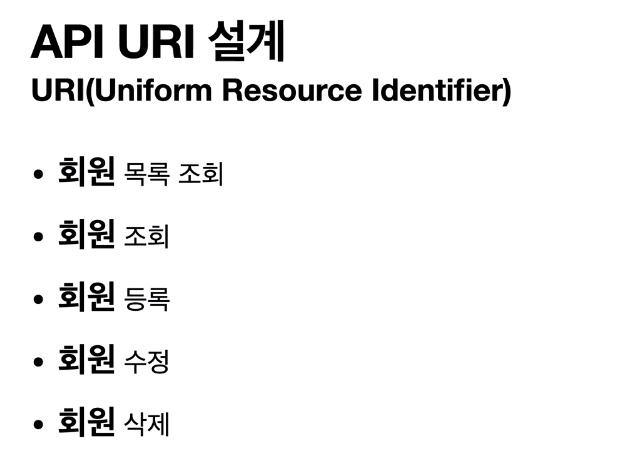 API URI 설계
URI(Uniform Resource Identifier)
• 회원 목록 조회
• 회원 조회
• 회원 등록
• 회원 수정
• 회원 삭제